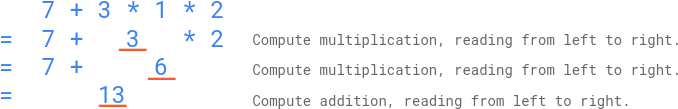 7 + 3 * 1 * 2
= 7 + 3 * 2 Compute multiplication, reading from left to right.
= 7 + 6 Compute multiplication, reading from left to right.
= 13 Compute addition, reading from left to right.